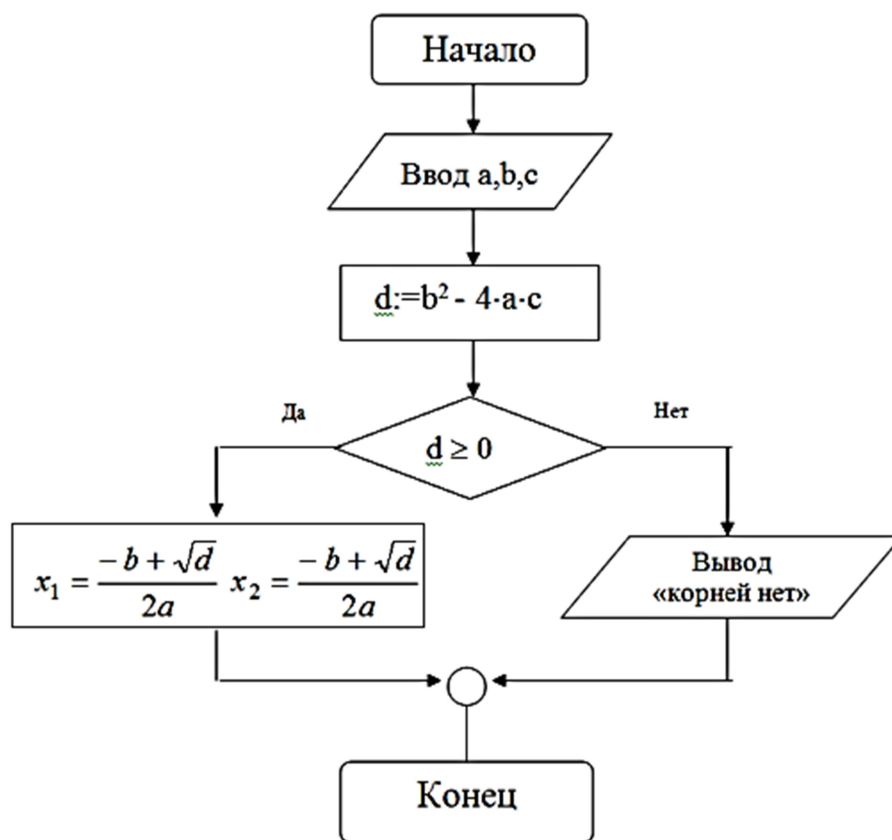 Начало
Ввод a,b,c
d:=b² - 4·a·c
Да
Нет
d ≥ 0
x₁ = (-b + √d) / 2a x₂ = (-b + √d) / 2a
Вывод
«корней нет»
Конец